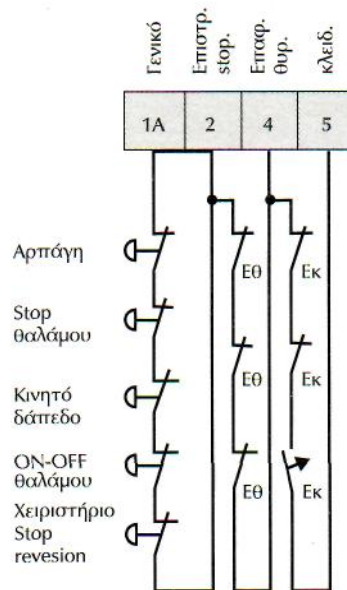 Γενικό
Επιστρ.
stop.
Επαφ.
θυρ.
κλειδ.
1A 2 4 5
Αρπάγη
Εθ Εκ
Stop
θαλάμου
Εθ Εκ
Κινητό
δάπεδο
ON-OFF
θαλάμου
Εθ Εκ
Χειριστήριο
Stop
revesion